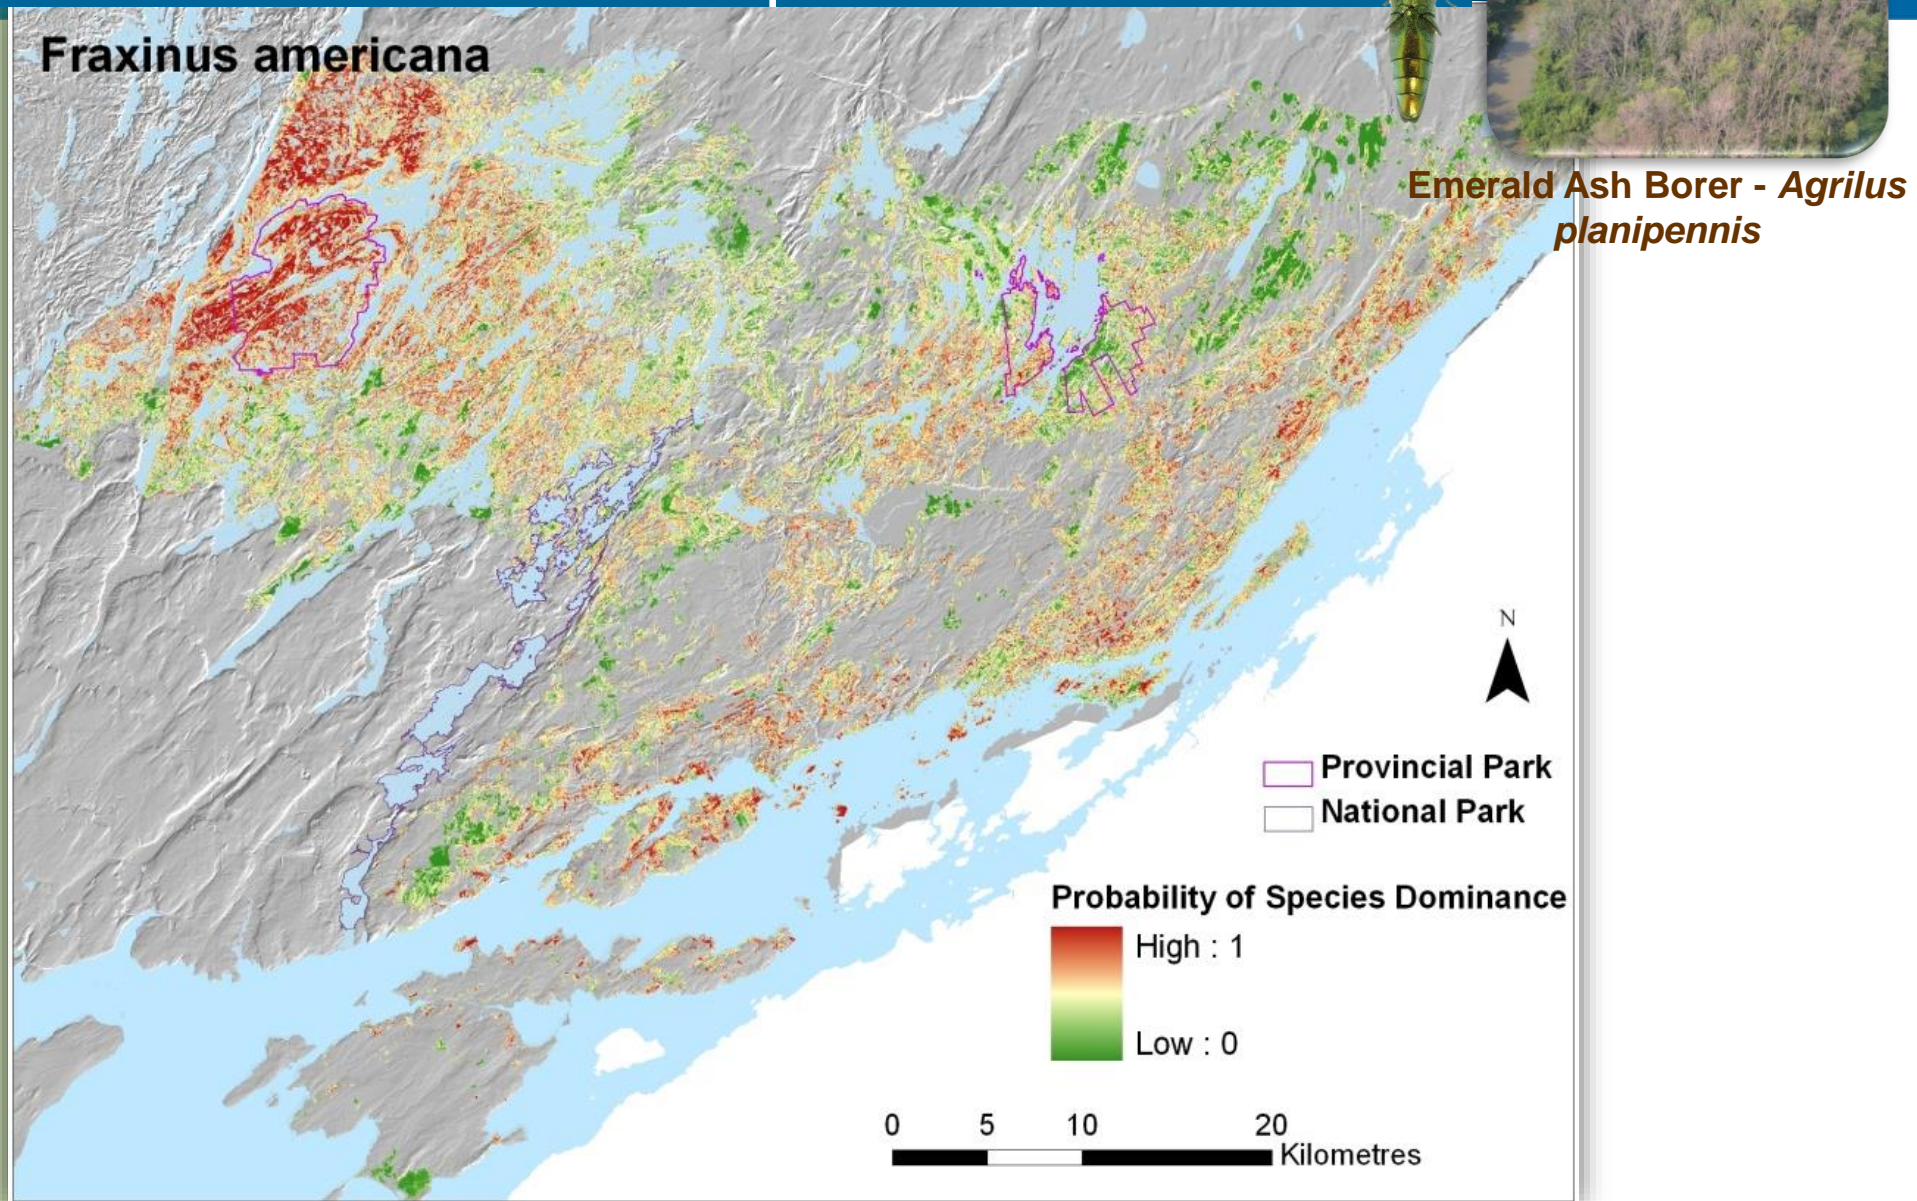 Fraxinus americana
Emerald Ash Borer - Agrilus
planipennis
N
Provincial Park
National Park
Probability of Species Dominance
High : 1
Low : 0
0 5 10 20
Kilometres